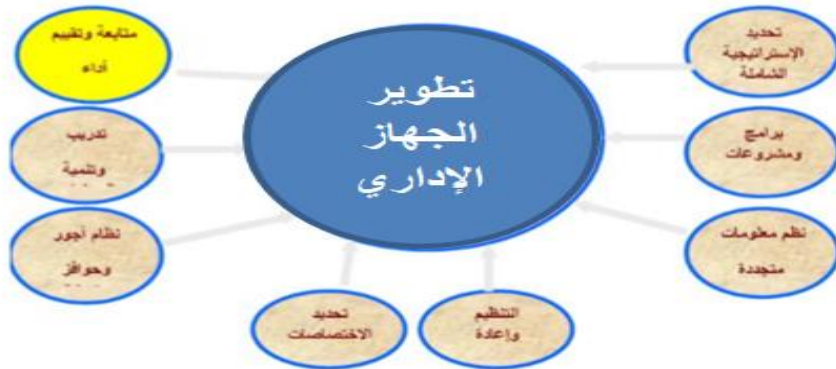 متابعة وتقييم
أداء
تحديد
الإستراتيجية
الشاملة
تطوير
الجهاز
الإداري
تدريب
وتنمية
برامج
ومشروعات
نظام أجور
وحوافز
نظم معلومات
متجددة
تحديد
الاختصاصات
التنظيم
وإعادة